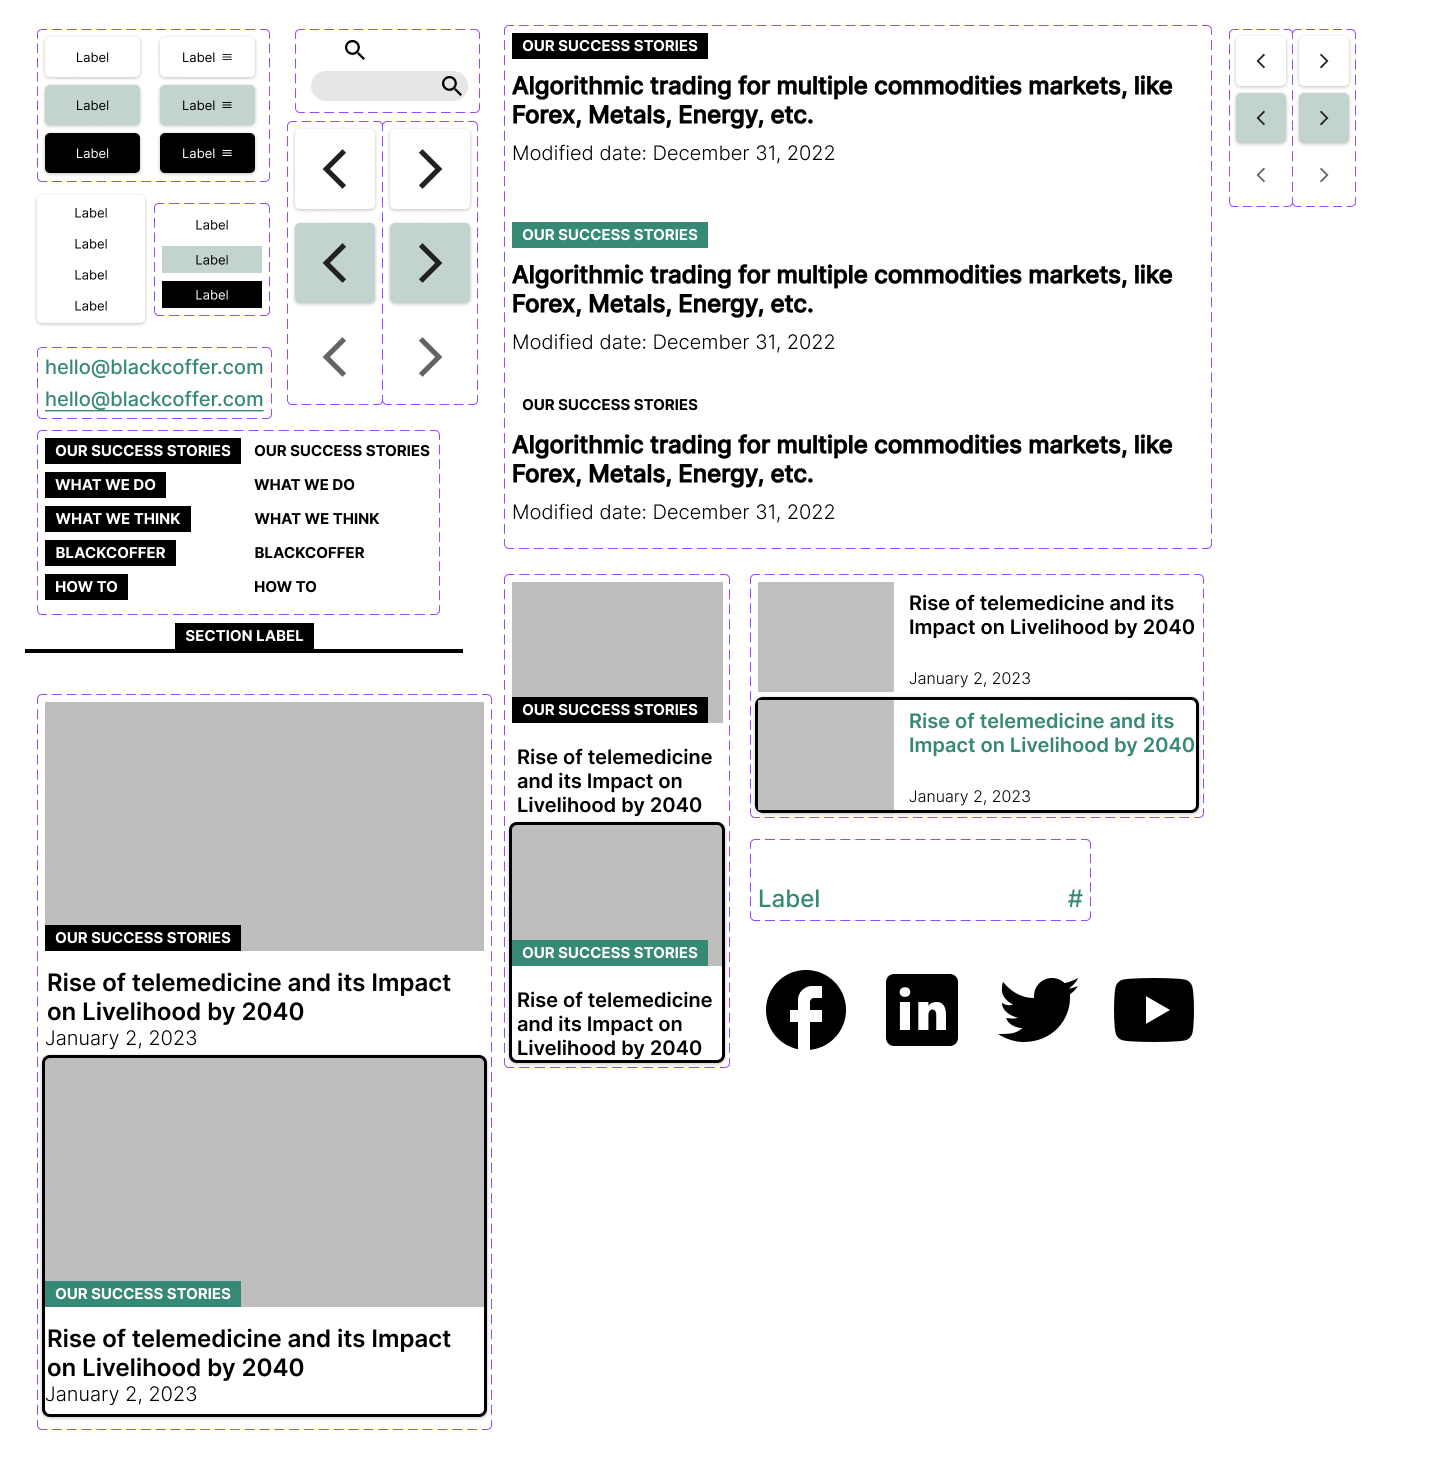 Label
Label
Label
Label
Label
Label
Label
Label
Label
Label
Label
Label
Label
hello@blackcoffer.com
hello@blackcoffer.com
OUR SUCCESS STORIES
OUR SUCCESS STORIES
WHAT WE DO
WHAT WE DO
WHAT WE THINK
WHAT WE THINK
BLACKCOFFER
BLACKCOFFER
HOW TO
HOW TO
SECTION LABEL
OUR SUCCESS STORIES
Rise of telemedicine and its Impact
on Livelihood by 2040
January 2, 2023
OUR SUCCESS STORIES
Rise of telemedicine and its Impact
on Livelihood by 2040
January 2, 2023
OUR SUCCESS STORIES
Algorithmic trading for multiple commodities markets, like
Forex, Metals, Energy, etc.
Modified date: December 31, 2022
OUR SUCCESS STORIES
Algorithmic trading for multiple commodities markets, like
Forex, Metals, Energy, etc.
Modified date: December 31, 2022
OUR SUCCESS STORIES
Algorithmic trading for multiple commodities markets, like
Forex, Metals, Energy, etc.
Modified date: December 31, 2022
OUR SUCCESS STORIES
Rise of telemedicine
and its Impact on
Livelihood by 2040
OUR SUCCESS STORIES
Rise of telemedicine
and its Impact on
Livelihood by 2040
Rise of telemedicine and its
Impact on Livelihood by 2040
January 2, 2023
Rise of telemedicine and its
Impact on Livelihood by 2040
January 2, 2023
Label #